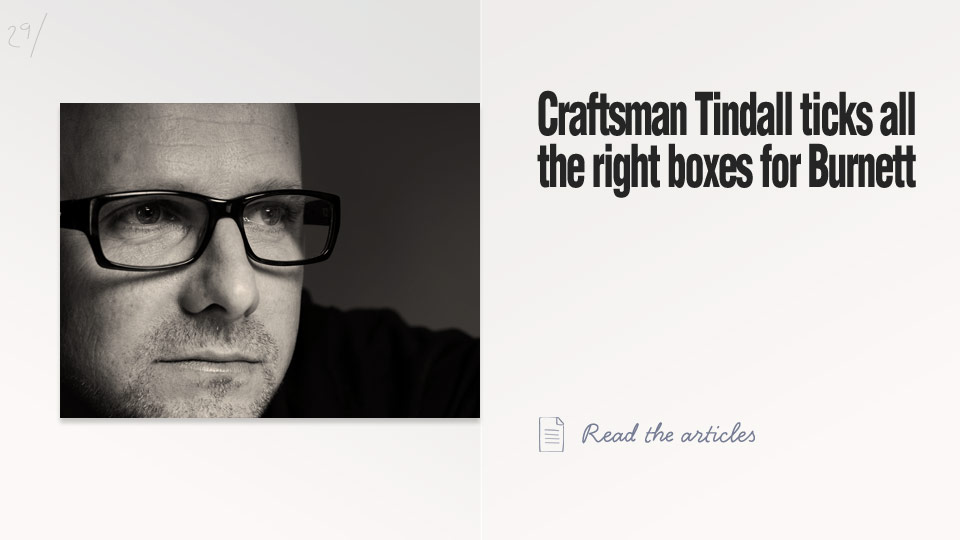 29/
Craftsman Tindall ticks all
the right boxes for Burnett
Read the articles